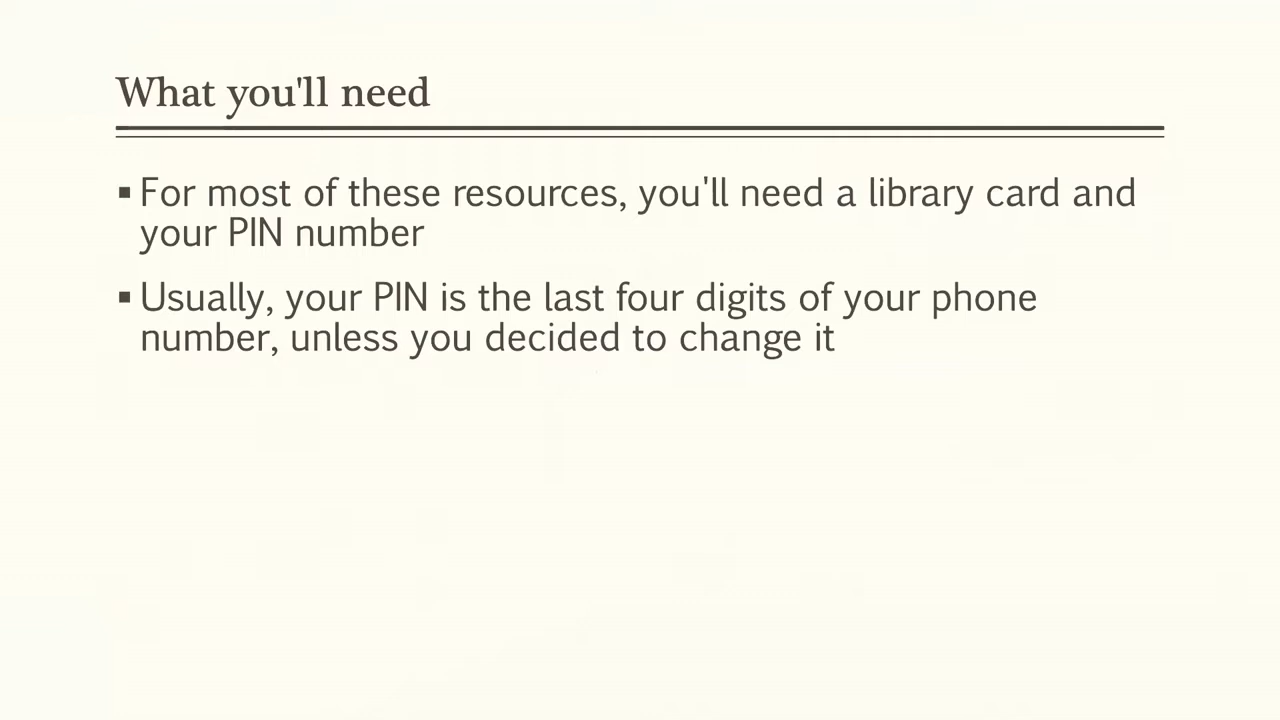 What you'll need
▪ For most of these resources, you'll need a library card and
your PIN number
▪ Usually, your PIN is the last four digits of your phone
number, unless you decided to change it